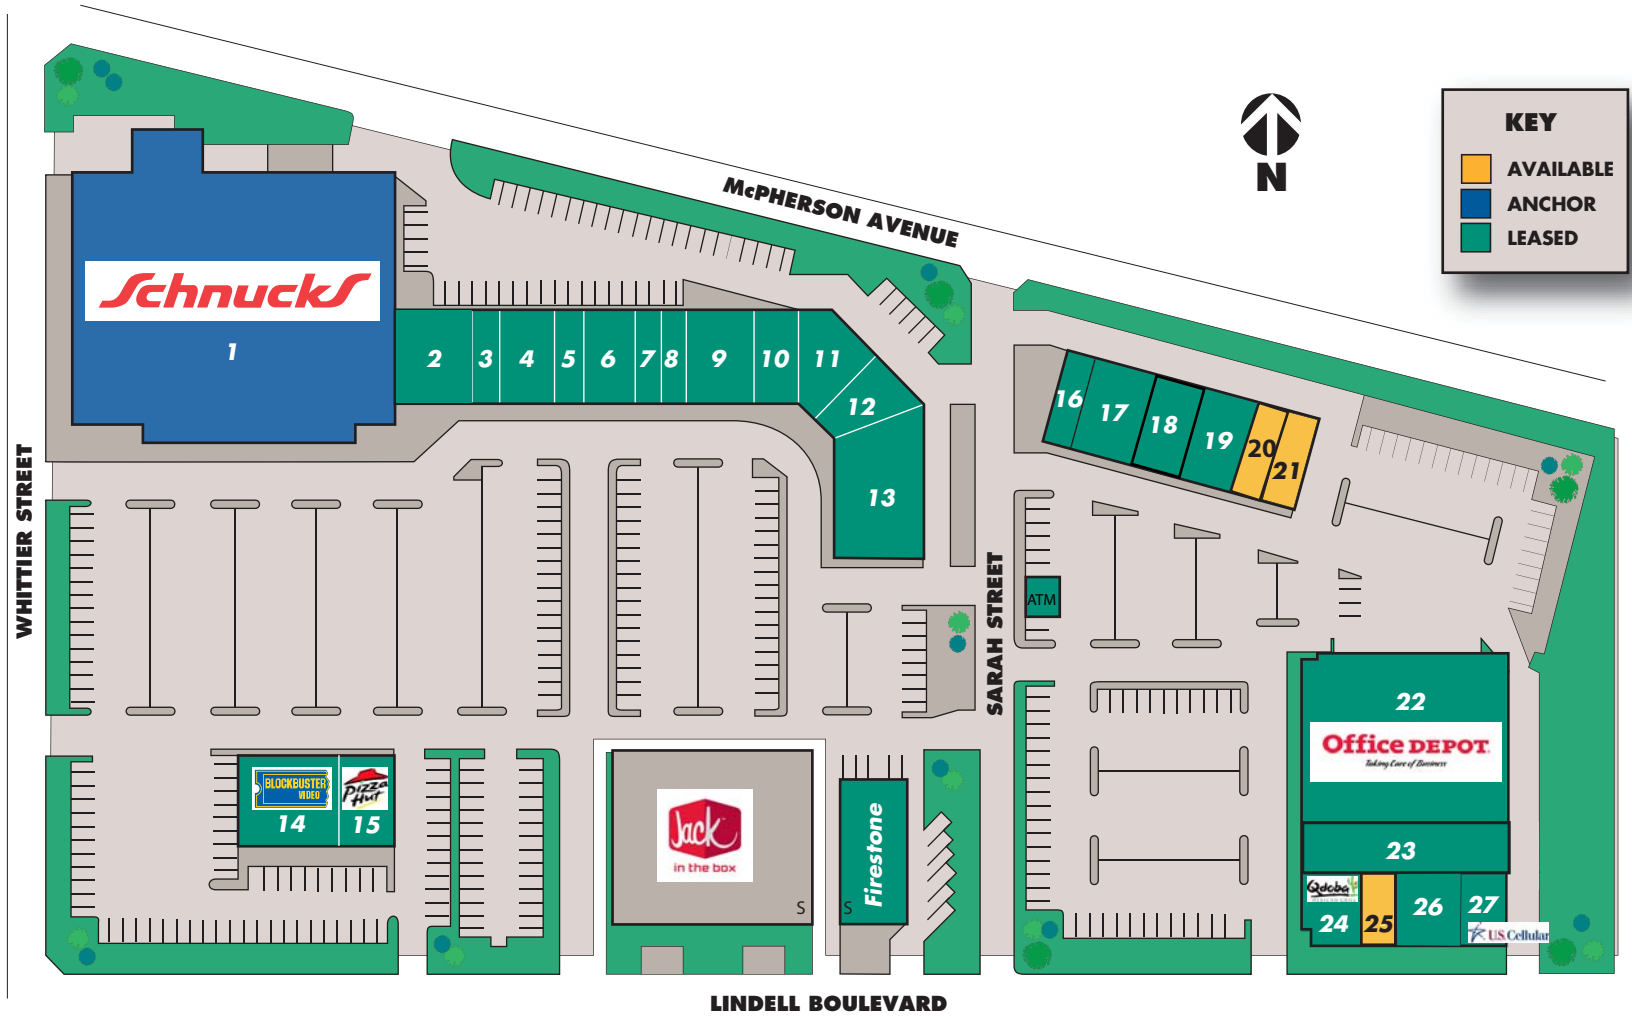 McPHERSON AVENUE
N
KEY
AVAILABLE
ANCHOR
LEASED
Schnucks
1
2
3
4
5
6
7
8
9
10
11
12
13
16
17
18
19
20
21
WHITTIER STREET
SARAH STREET
ATM
22
Office DEPOT.
Taking Care of Business
BLOCKBUSTER
VIDEO
14
Pizza
Hut
15
Jack
in the box
S
Firestone
S
23
Qdoba
24
25
26
27
U.S. Cellular
LINDELL BOULEVARD